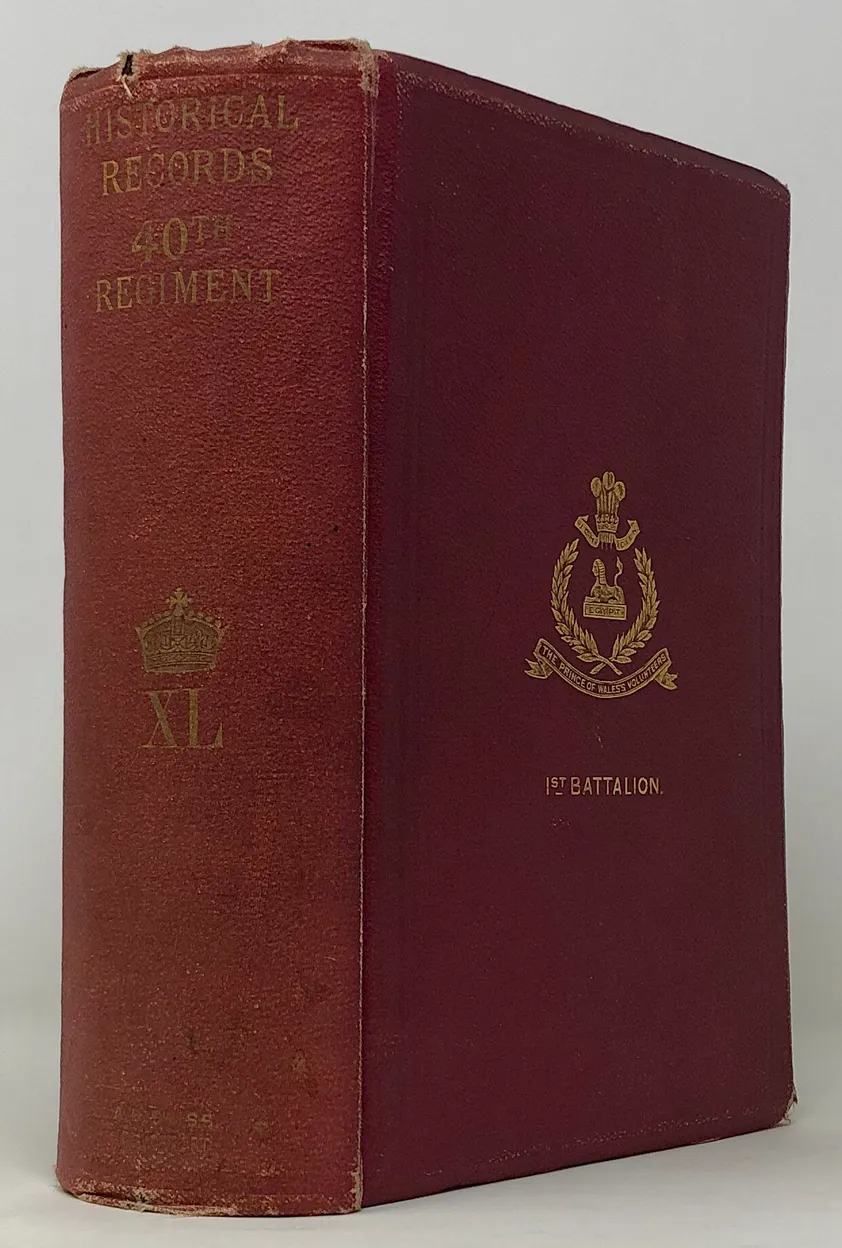 HISTORICAL
RECORDS
40TH
REGIMENT
XL
EGYPT
THE PRINCE OF WALES'S VOLUNTEERS
1ST BATTALION.